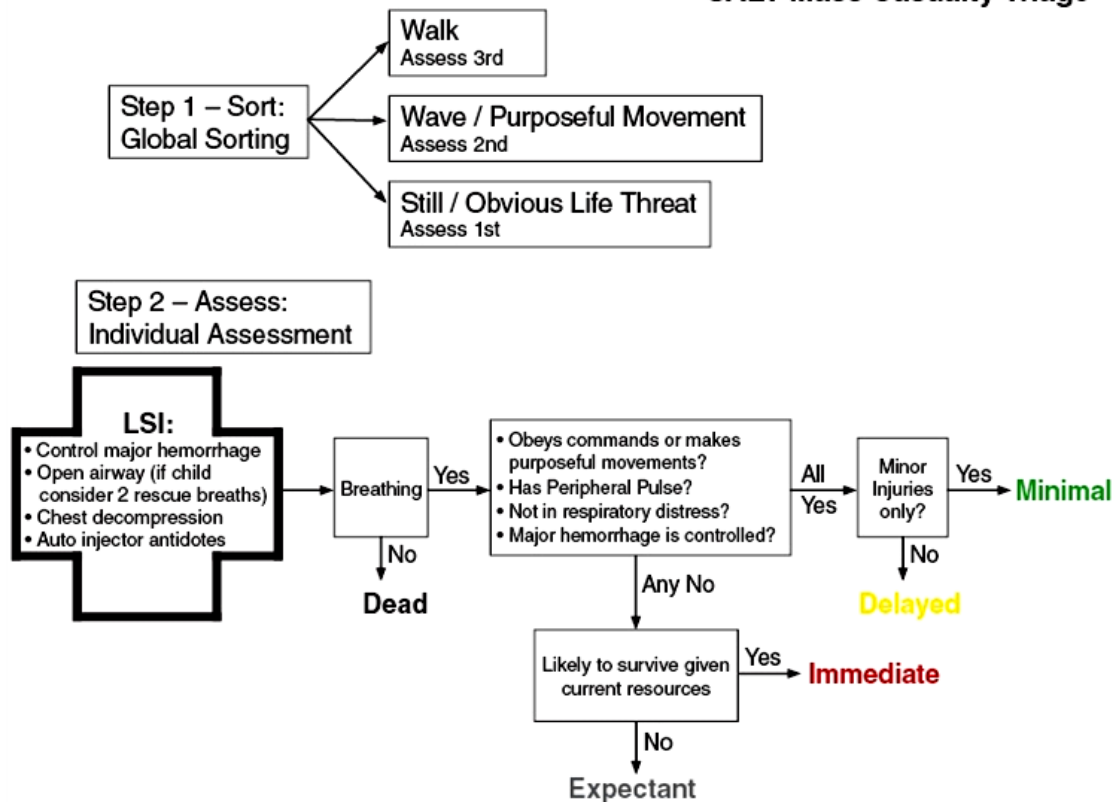 Mass Casualty Triage
Walk
Assess 3rd
Step 1 – Sort:
Global Sorting
Wave / Purposeful Movement
Assess 2nd
Still / Obvious Life Threat
Assess 1st
Step 2 – Assess:
Individual Assessment
LSI:
• Control major hemorrhage
• Open airway (if child
consider 2 rescue breaths)
• Chest decompression
• Auto injector antidotes
Breathing
Yes
No
Dead
• Obeys commands or makes
purposeful movements?
• Has Peripheral Pulse?
• Not in respiratory distress?
• Major hemorrhage is controlled?
All
Yes
Minor
Injuries
only?
Yes
Minimal
No
Delayed
Any No
Likely to survive given
current resources
Yes
Immediate
No
Expectant